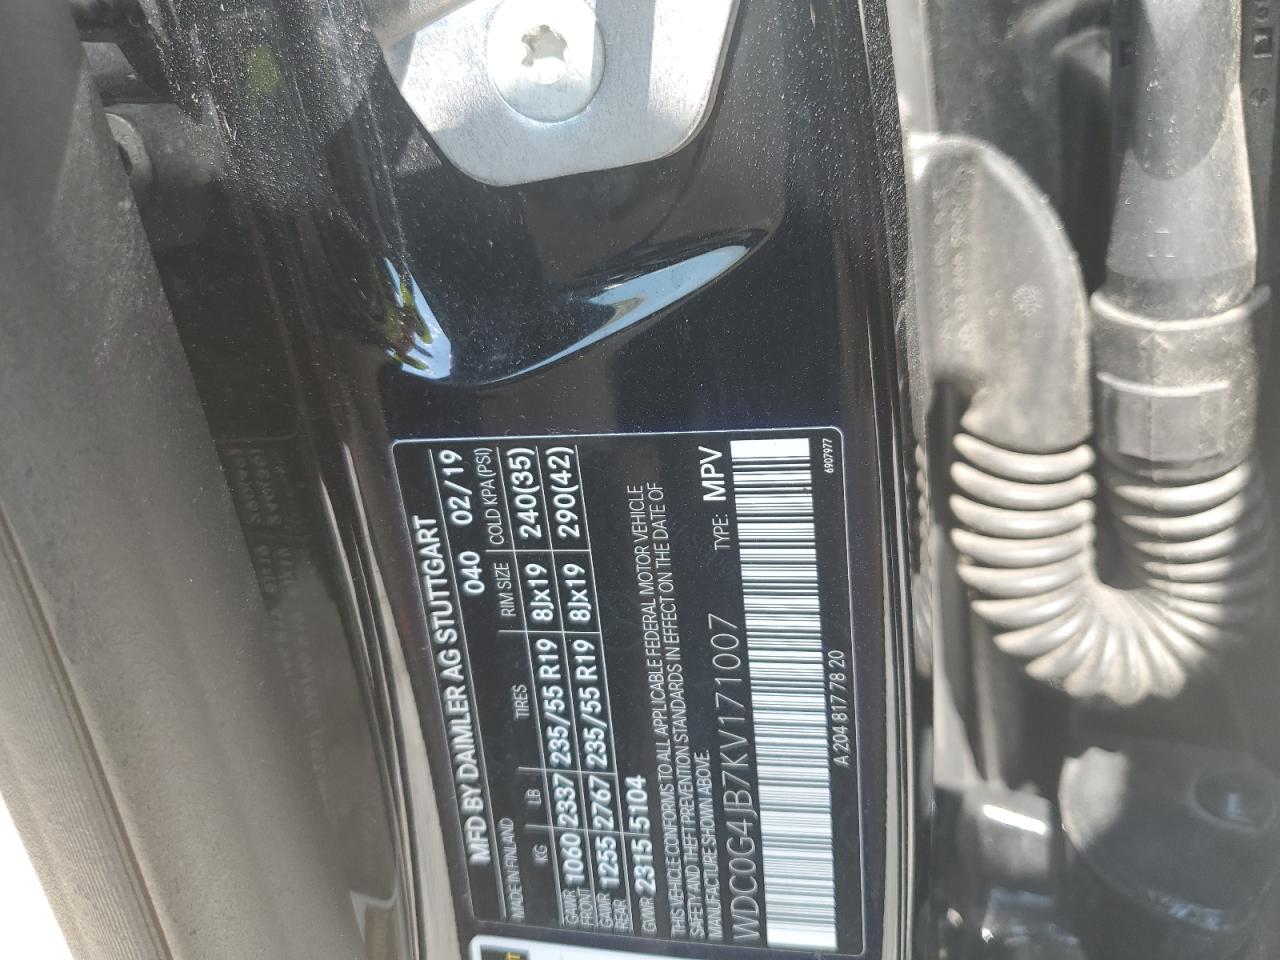 MFD BY DAIMLER AG STUTTGART
MADE IN FINLAND 040 02/19
KG LB TIRES RIM SIZE COLD KPA (PSI)
GAWR FRONT 1060 2337 235/55 R19 8Jx19 240(35)
GAWR REAR 1255 2767 235/55 R19 8Jx19 290(42)
GVWR 2315 5104
THIS VEHICLE CONFORMS TO ALL APPLICABLE FEDERAL MOTOR VEHICLE
SAFETY AND THEFT PREVENTION STANDARDS IN EFFECT ON THE DATE OF
MANUFACTURE SHOWN ABOVE.
WDC0G4JB7KV171007 TYPE: MPV
A 204 817 78 20 6907977